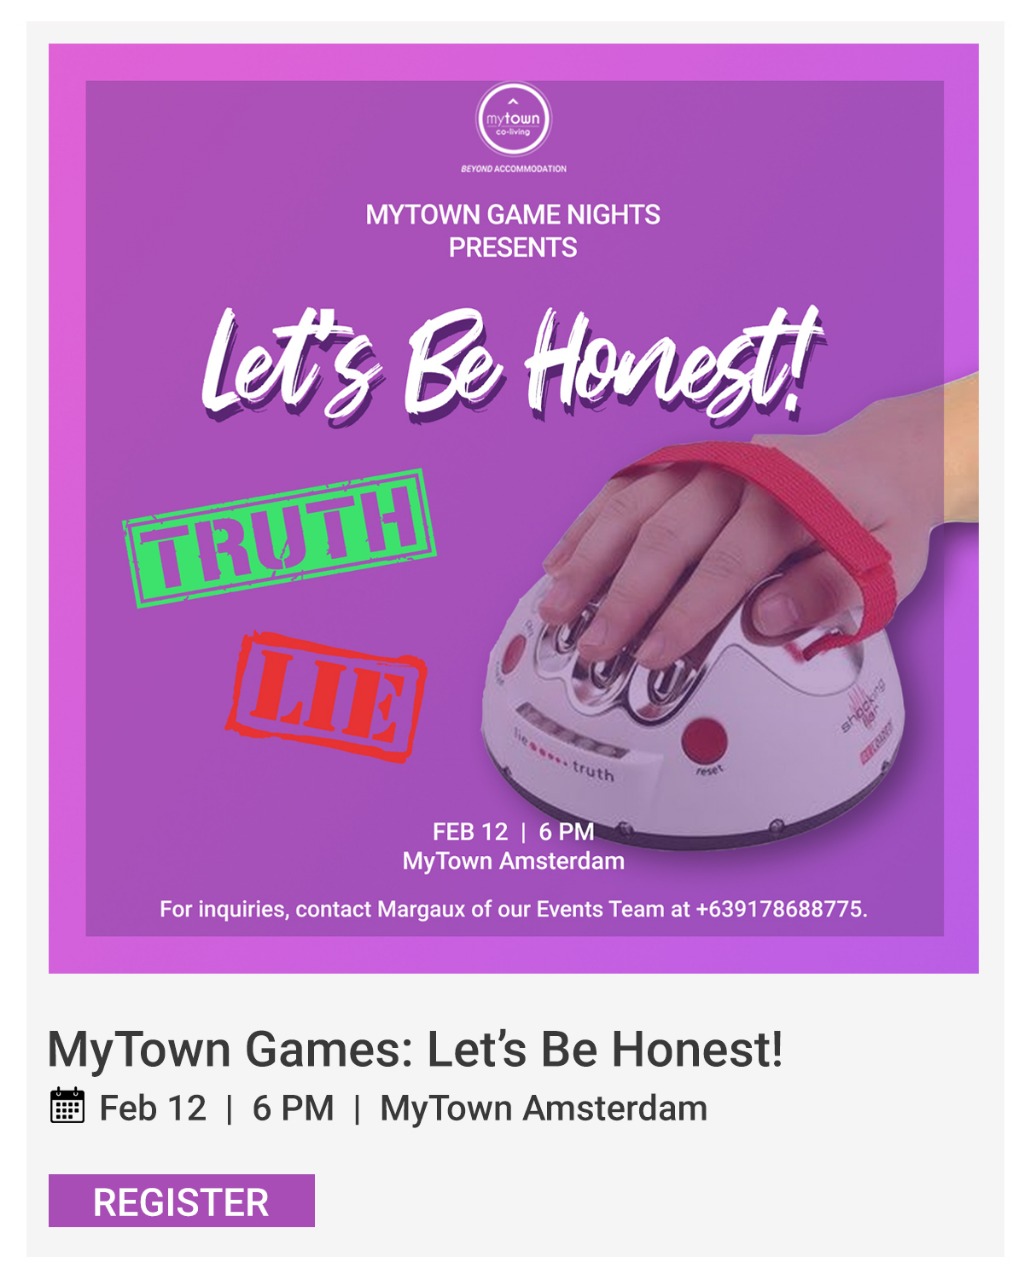 mytown
co-living
BEYOND ACCOMMODATION
MYTOWN GAME NIGHTS
PRESENTS
Let's Be Honest!
TRUTH
LIE
lie
truth
reset
shocking
liar
RELOADED
FEB 12 | 6 PM
MyTown Amsterdam
For inquiries, contact Margaux of our Events Team at +639178688775.
MyTown Games: Let’s Be Honest!
Feb 12 | 6 PM | MyTown Amsterdam
REGISTER